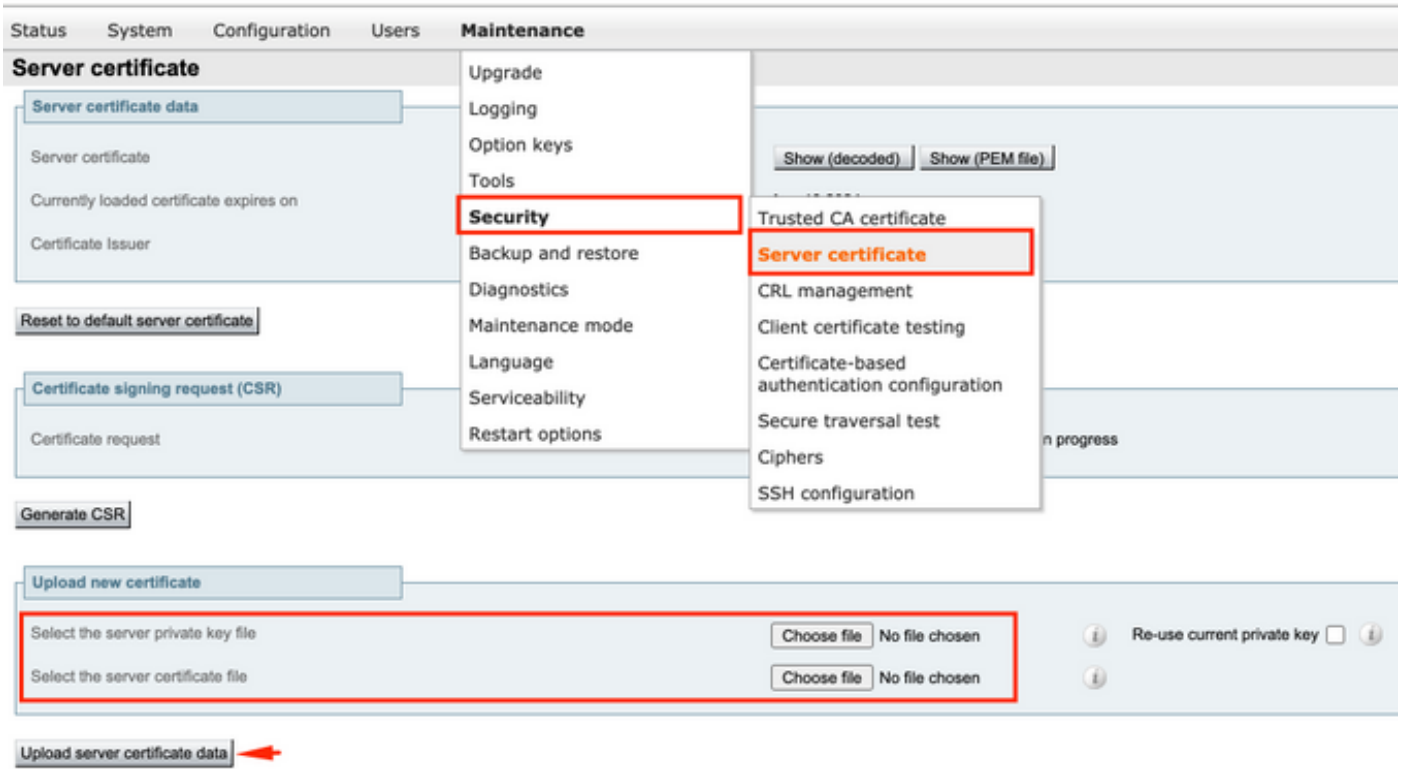 Status System Configuration Users Maintenance
Server certificate
Upgrade
Server certificate data
Logging
Option keys
Server certificate
Show (decoded) Show (PEM file)
Tools
Currently loaded certificate expires on
Security
Trusted CA certificate
Certificate Issuer
Backup and restore
Server certificate
Diagnostics
CRL management
Reset to default server certificate
Maintenance mode
Client certificate testing
Language
Certificate-based
authentication configuration
Certificate signing request (CSR)
Serviceability
Secure traversal test
Certificate request
Restart options
n progress
Ciphers
SSH configuration
Generate CSR
Upload new certificate
Select the server private key file Choose file No file chosen i Re-use current private key i
Select the server certificate file Choose file No file chosen i
Upload server certificate data